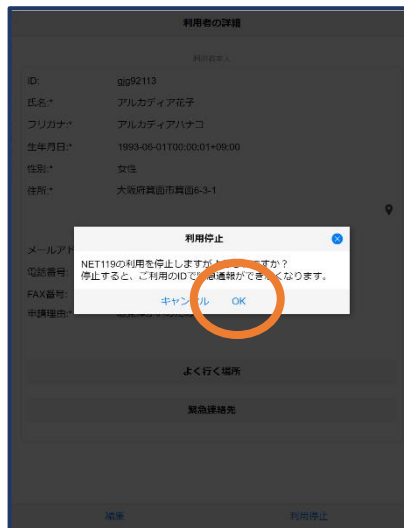 利用者の詳細
利用者本人
ID: gjg92113
氏名:* アルカディア花子
フリガナ:* アルカディアハナコ
生年月日:* 1993-06-01T00:00:01+09:00
性別:* 女性
住所:* 大阪府箕面市箕面6-3-1
利用停止
メールアド
NET119の利用を停止しますが
すか?
電話番号:
停止すると、ご利用のIDで緊急通報ができなくなります。
FAX番号:
キャンセル OK
申請理由:*
よく行く場所
緊急連絡先
編集 利用停止